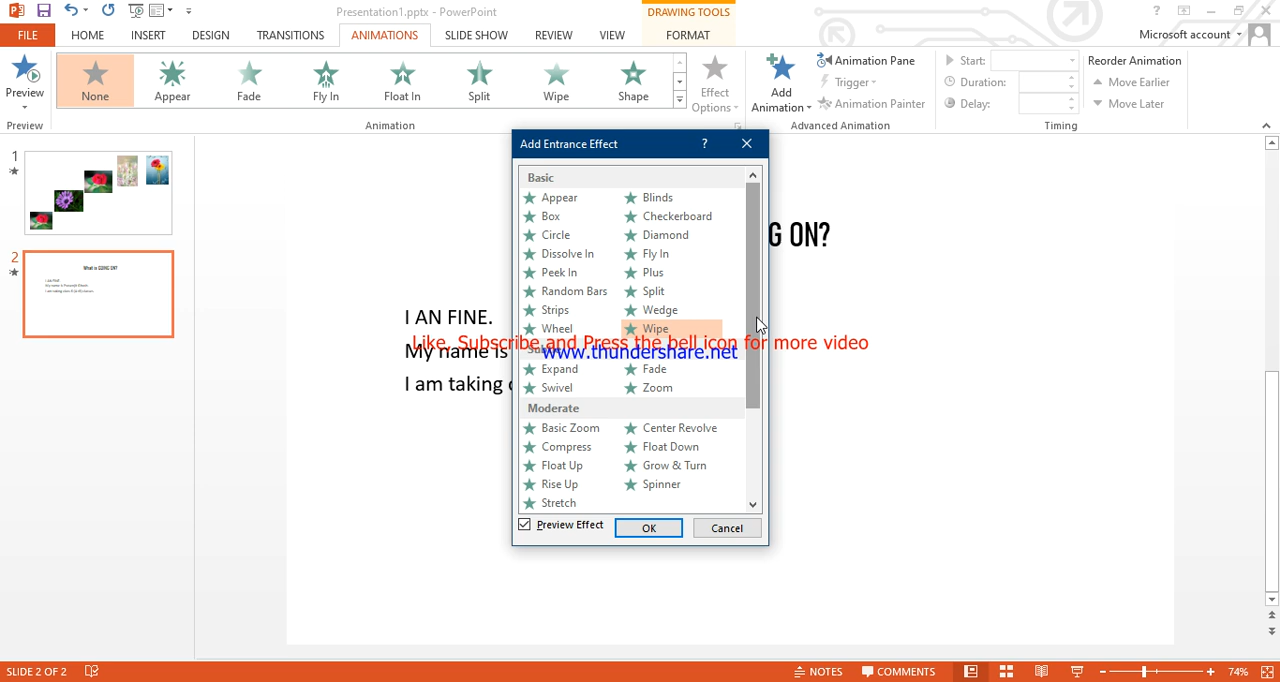 Presentation1.pptx - PowerPoint
DRAWING TOOLS
FILE HOME INSERT DESIGN TRANSITIONS ANIMATIONS SLIDE SHOW REVIEW VIEW FORMAT
Microsoft account
Preview
None Appear Fade Fly In Float In Split Wipe Shape
Effect Options
Add Animation
Animation Pane
Trigger
Animation Painter
Start:
Duration:
Delay:
Reorder Animation
Move Earlier
Move Later
Preview Animation Advanced Animation Timing
1
2
What is GOING ON?
Add Entrance Effect
Basic
Appear Blinds
Box Checkerboard
Circle Diamond
Dissolve In Fly In
Peek In Plus
Random Bars Split
Strips Wedge
Wheel Wipe
Expand Fade
Swivel Zoom
Moderate
Basic Zoom Center Revolve
Compress Float Down
Float Up Grow & Turn
Rise Up Spinner
Stretch
Preview Effect OK Cancel
G ON?
I AN FINE.
My name is
I am taking
Like, Subscribe and Press the bell icon for more video
www.thundershare.net
SLIDE 2 OF 2
NOTES COMMENTS 74%